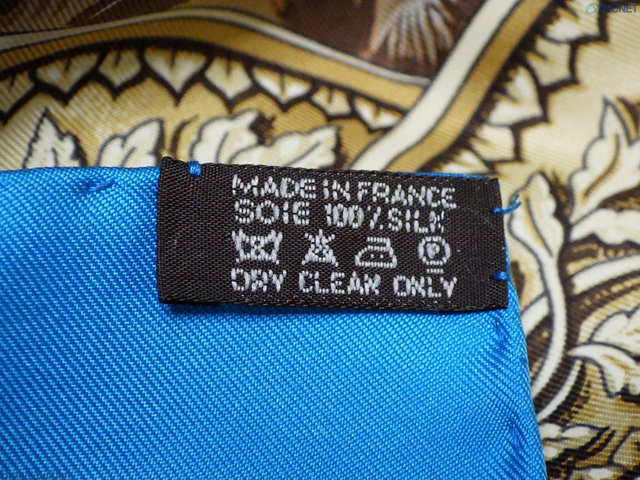 MADE IN FRANCE
SOIE 100% SILK
DRY CLEAN ONLY